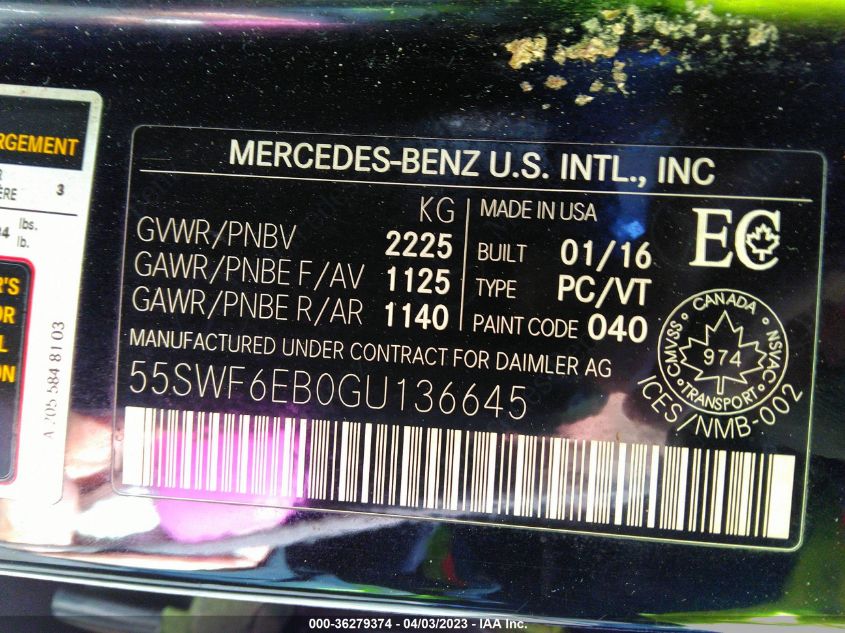 RGEMENT
3
ÈRE
lbs.
lb.
R'S
OR
L
ON
A 205 584 81 03
MERCEDES-BENZ U.S. INTL., INC
KG
GVWR/PNBV 2225
GAWR/PNBE F/AV 1125
GAWR/PNBE R/AR 1140
MADE IN USA
BUILT 01/16
TYPE PC/VT
PAINT CODE 040
EC
CANADA
CMVSS NSVAC
974
TRANSPORT
ICES/NMB-002
MANUFACTURED UNDER CONTRACT FOR DAIMLER AG
55SWF6EB0GU136645
000-36279374 - 04/03/2023 - IAA Inc.